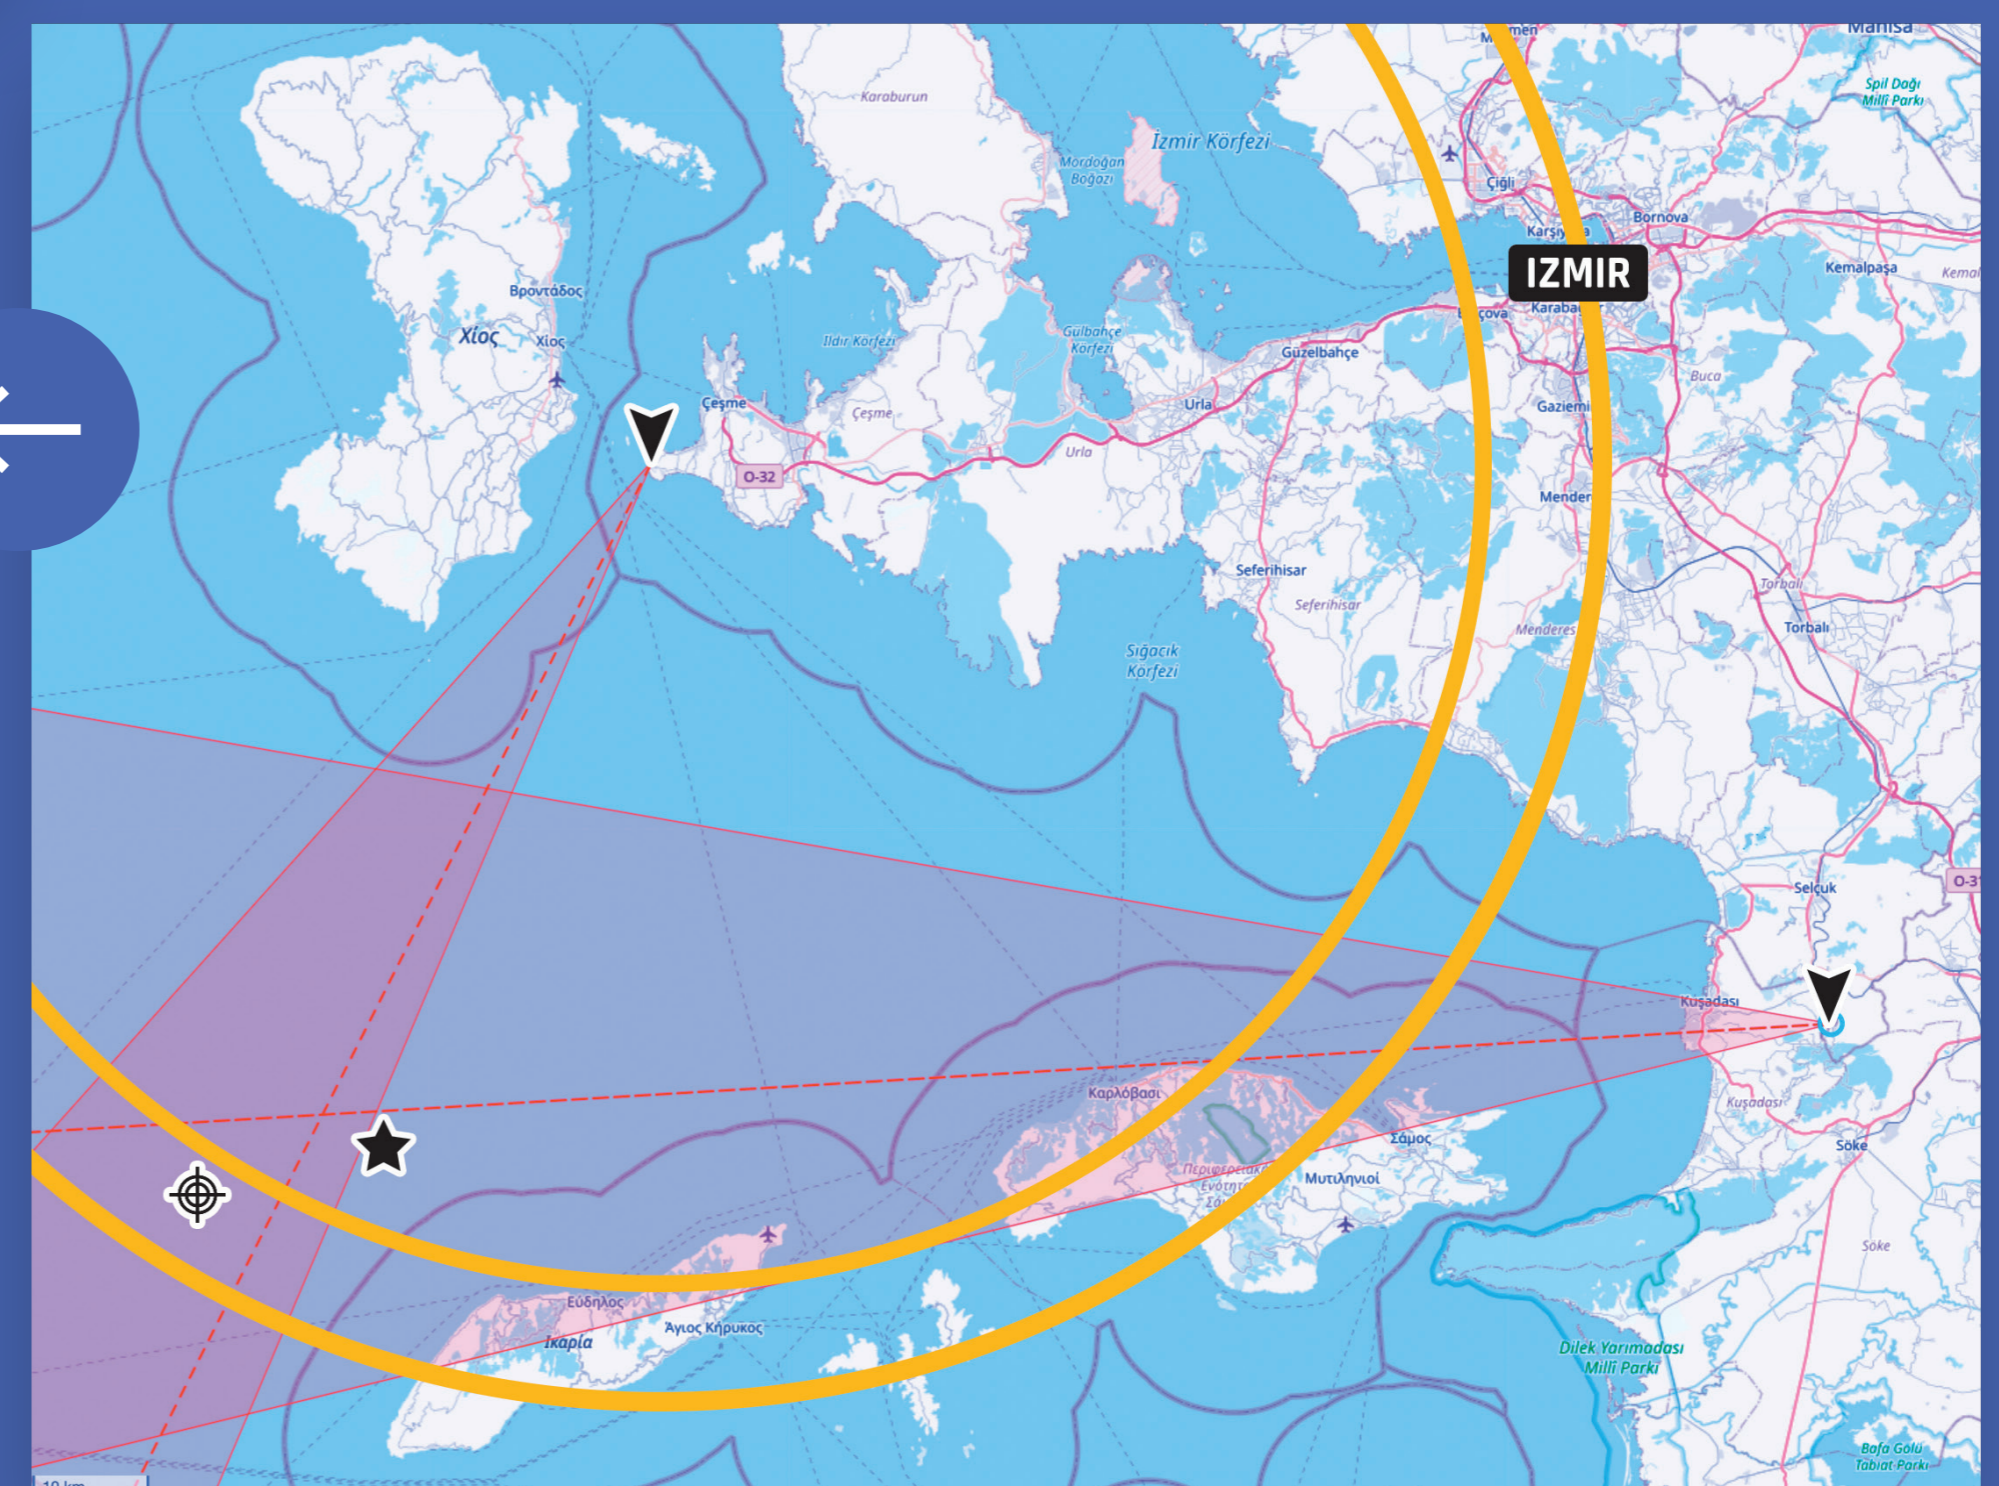 Manisa
Spil Dağı
Milli Parkı
Karaburun
İzmir Körfezi
Mordoğan
Boğazı
Çiğli
Bornova
Kemalpaşa
IZMIR
Βροντάδος
Χίος
Χίος
Ildır Körfezi
Gülbahçe
Körfezi
Güzelbahçe
Buca
Çeşme
Çeşme
Urla
Urla
O-32
Torbalı
Torbalı
Seferihisar
Seferihisar
Menderes
Sığacık
Körfezi
Selçuk
Kuşadası
Kuşadası
Καρλόβασι
Σάμος
Μυτιληνιοί
Söke
Söke
Εύδηλος
Ικαρία
Άγιος Κήρυκος
Dilek Yarımadası
Milli Parkı
Bafa Gölü
Tabiat Parkı